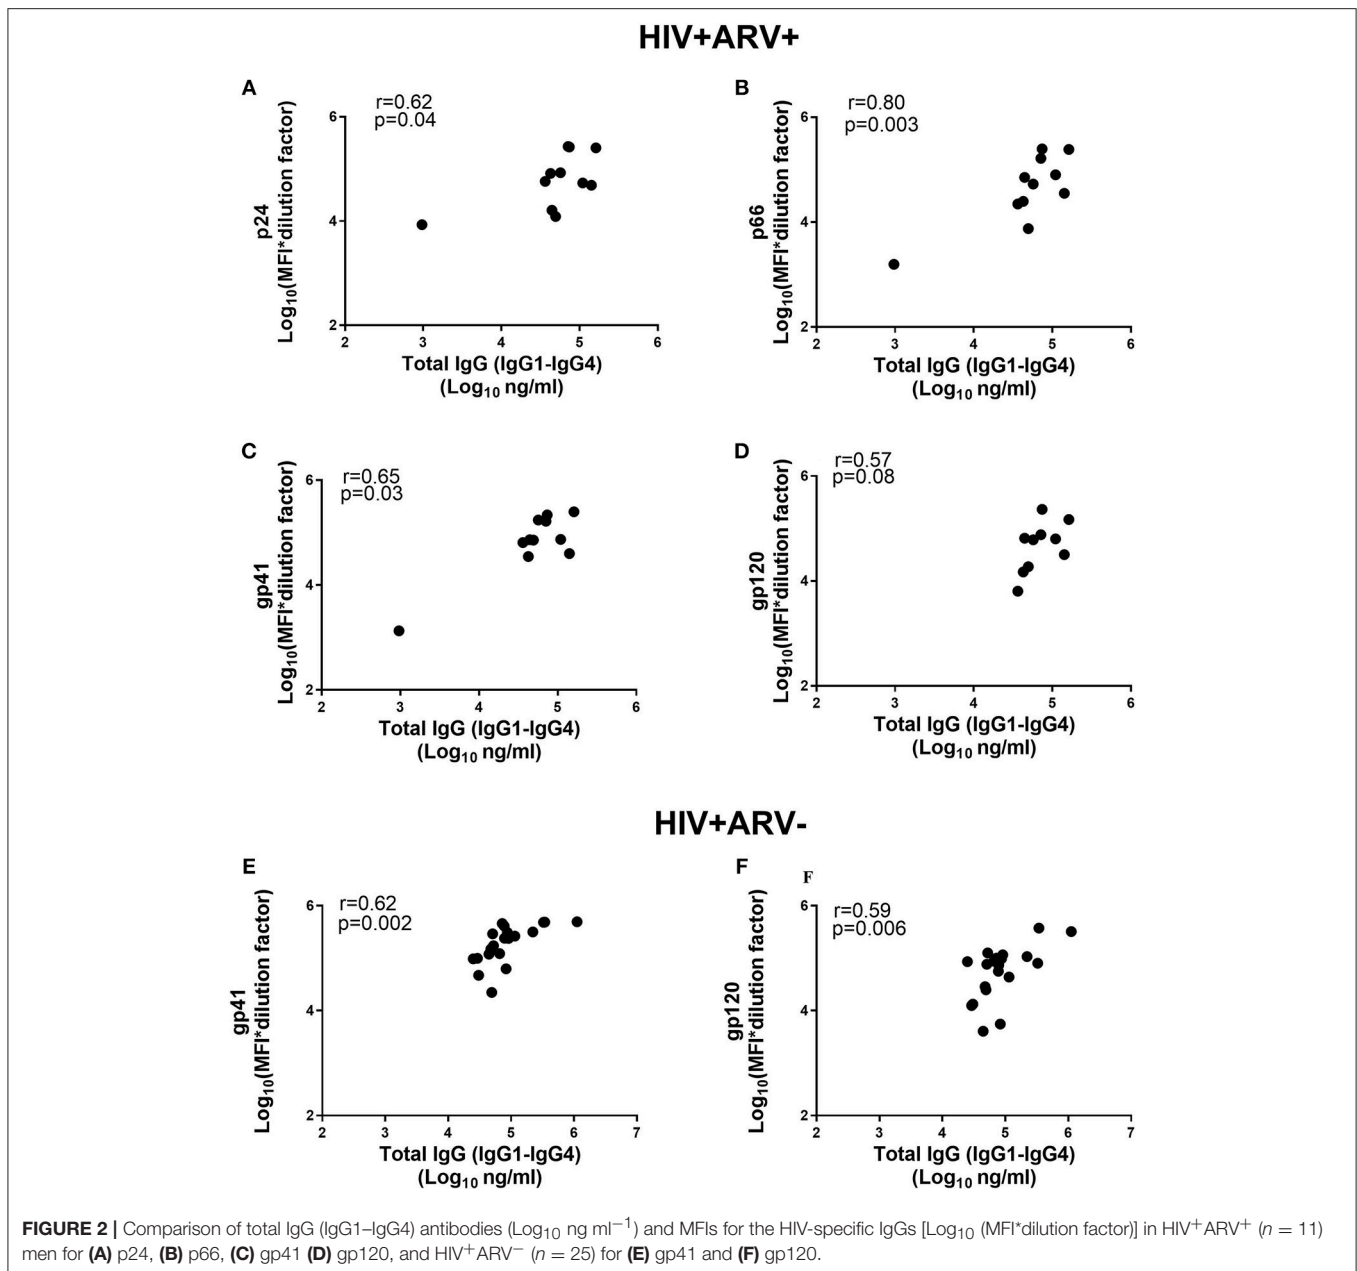 HIV+ARV+
A
r=0.62
p=0.04
p24
Log10(MFI*dilution factor)
6
4
2
2 3 4 5 6
Total IgG (IgG1-IgG4)
(Log10 ng/ml)
B
r=0.80
p=0.003
p66
Log10(MFI*dilution factor)
6
4
2
2 3 4 5 6
Total IgG (IgG1-IgG4)
(Log10 ng/ml)
C
r=0.65
p=0.03
gp41
Log10(MFI*dilution factor)
6
4
2
2 3 4 5 6
Total IgG (IgG1-IgG4)
(Log10 ng/ml)
D
r=0.57
p=0.08
gp120
Log10(MFI*dilution factor)
6
4
2
2 3 4 5 6
Total IgG (IgG1-IgG4)
(Log10 ng/ml)
HIV+ARV-
E
r=0.62
p=0.002
gp41
Log10(MFI*dilution factor)
6
4
2
2 3 4 5 6 7
Total IgG (IgG1-IgG4)
(Log10 ng/ml)
F
F
r=0.59
p=0.006
gp120
Log10(MFI*dilution factor)
6
4
2
2 3 4 5 6 7
Total IgG (IgG1-IgG4)
(Log10 ng/ml)
FIGURE 2 | Comparison of total IgG (IgG1–IgG4) antibodies (Log10 ng ml−1) and MFIs for the HIV-specific IgGs [Log10 (MFI*dilution factor)] in HIV+ARV+ (n = 11)
men for (A) p24, (B) p66, (C) gp41 (D) gp120, and HIV+ARV− (n = 25) for (E) gp41 and (F) gp120.